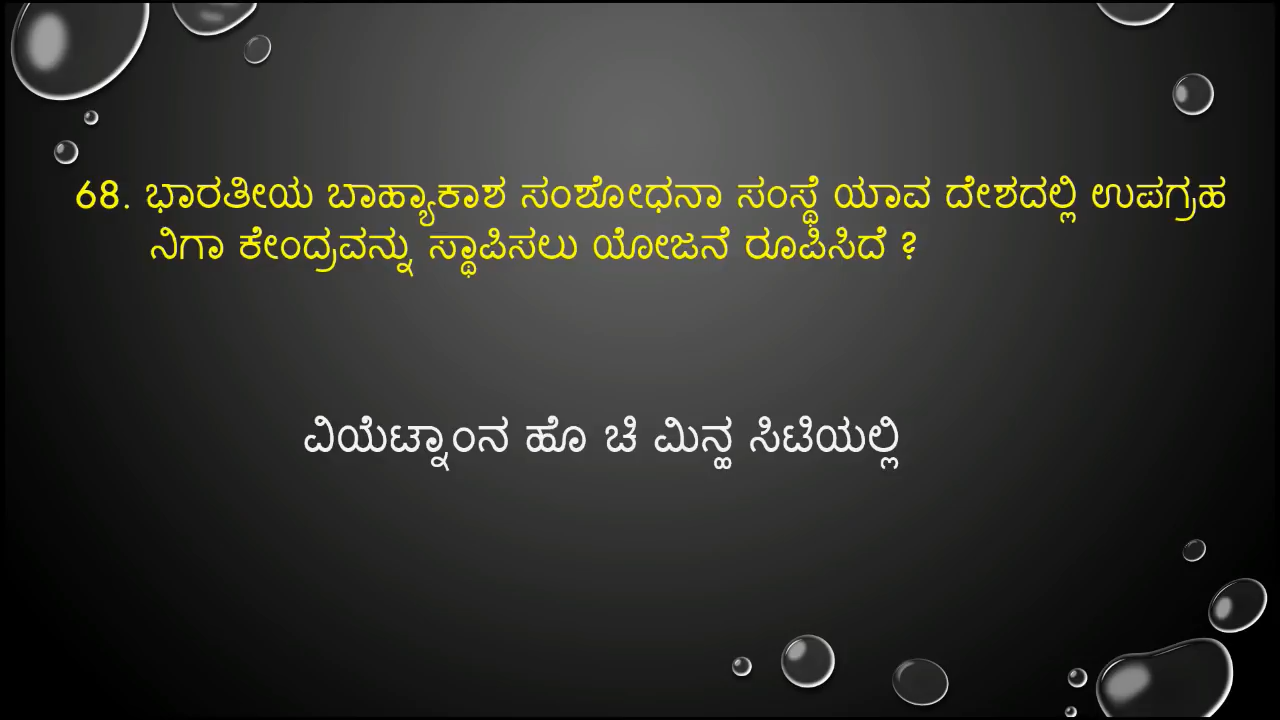 68. ಭಾರತೀಯ ಬಾಹ್ಯಾಕಾಶ ಸಂಶೋಧನಾ ಸಂಸ್ಥೆ ಯಾವ ದೇಶದಲ್ಲಿ ಉಪಗ್ರಹ
ನಿಗಾ ಕೇಂದ್ರವನ್ನು ಸ್ಥಾಪಿಸಲು ಯೋಜನೆ ರೂಪಿಸಿದೆ ?
ವಿಯೆಟ್ನಾಂನ ಹೊ ಚಿ ಮಿನ್ಹ ಸಿಟಿಯಲ್ಲಿ